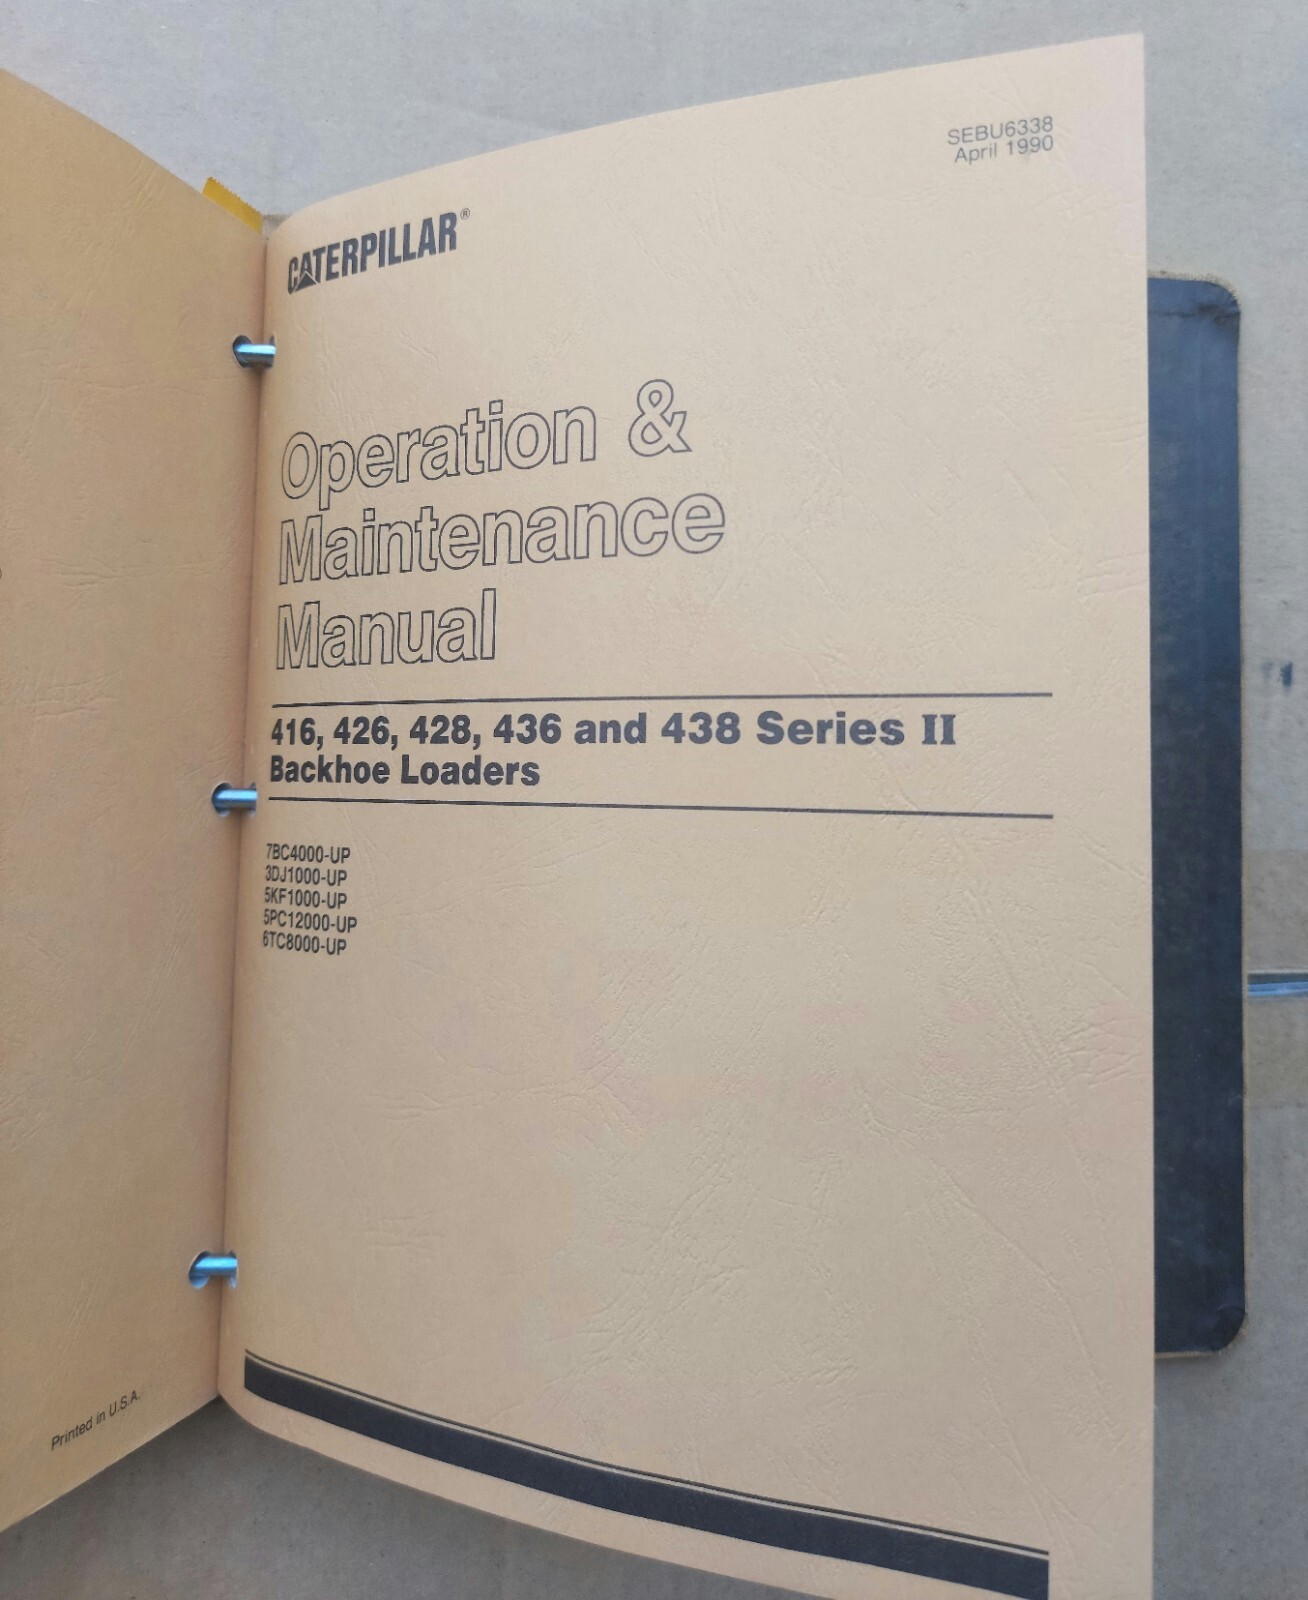 SEBU6338
April 1990
CATERPILLAR®
Operation &
Maintenance
Manual
416, 426, 428, 436 and 438 Series II
Backhoe Loaders
7BC4000-UP
3DJ1000-UP
5KF1000-UP
5PC12000-UP
6TC8000-UP
Printed in U.S.A.